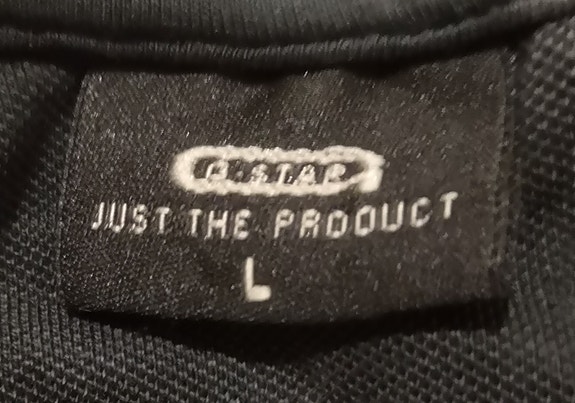 G-STAR
JUST THE PRODUCT
L